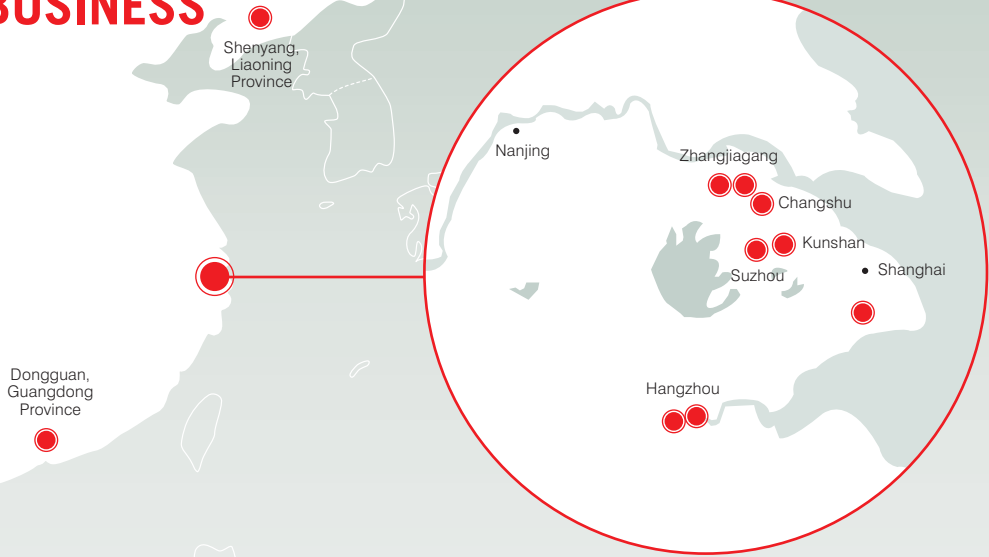 BUSINESS
Shenyang,
Liaoning
Province
Nanjing
Zhangjiagang
Changshu
Kunshan
Suzhou
Shanghai
Hangzhou
Dongguan,
Guangdong
Province